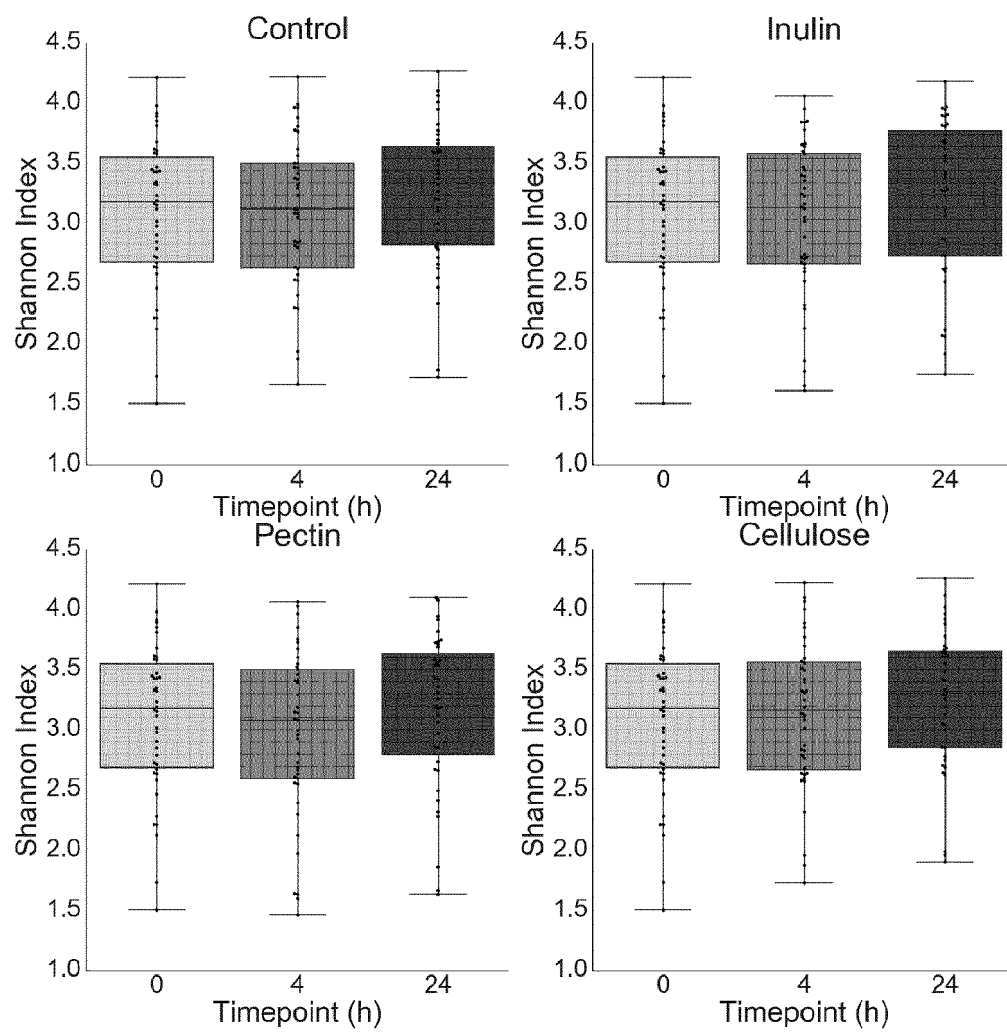 Control
Shannon Index
4.5
4.0
3.5
3.0
2.5
2.0
1.5
1.0
0 4 24
Timepoint (h)
Inulin
Shannon Index
4.5
4.0
3.5
3.0
2.5
2.0
1.5
1.0
0 4 24
Timepoint (h)
Pectin
Shannon Index
4.5
4.0
3.5
3.0
2.5
2.0
1.5
1.0
0 4 24
Timepoint (h)
Cellulose
Shannon Index
4.5
4.0
3.5
3.0
2.5
2.0
1.5
1.0
0 4 24
Timepoint (h)